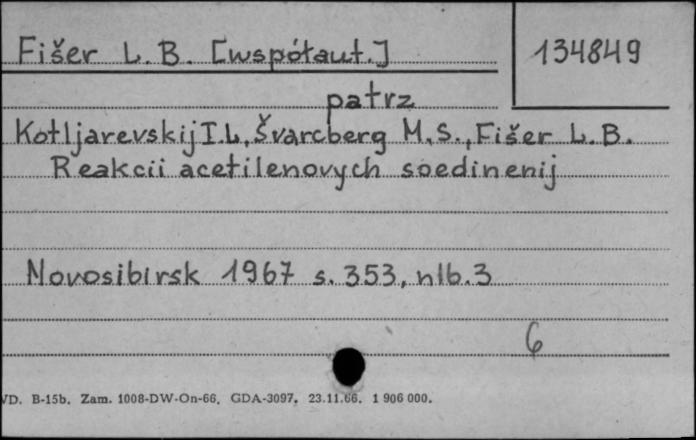 Fišer L. B. [współaut.]
134849
patrz
Kotljarevskij I. L., Švarcberg M. S., Fišer L. B.
Reakcii acetilenovych soedinenij
Novosibirsk 1967 s. 353, nlb. 3
6
VD. B-15b. Zam. 1008-DW-On-66. GDA-3097. 23.11.66. 1 906 000.